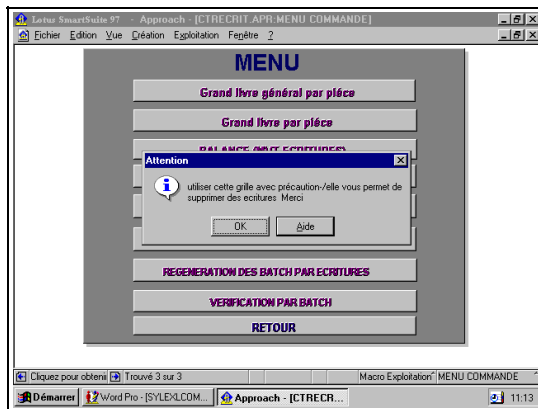 Lotus SmartSuite 97 - Approach - [CTRECRIT.APR:MENU COMMANDE]
Fichier Edition Vue Création Exploitation Fenêtre ?
MENU
Grand livre général par pièce
Grand livre par pièce
BALANCE
Attention
utiliser cette grille avec précaution-/elle vous permet de
supprimer des ecritures Merci
OK Aide
REGENERATION DES BATCH PAR ECRITURES
VERIFICATION PAR BATCH
RETOUR
Cliquez pour obtenir Trouvé 3 sur 3 Macro Exploitation MENU COMMANDE
Démarrer Word Pro - [SYLEXLCOM... Approach - [CTRECR... 11:13